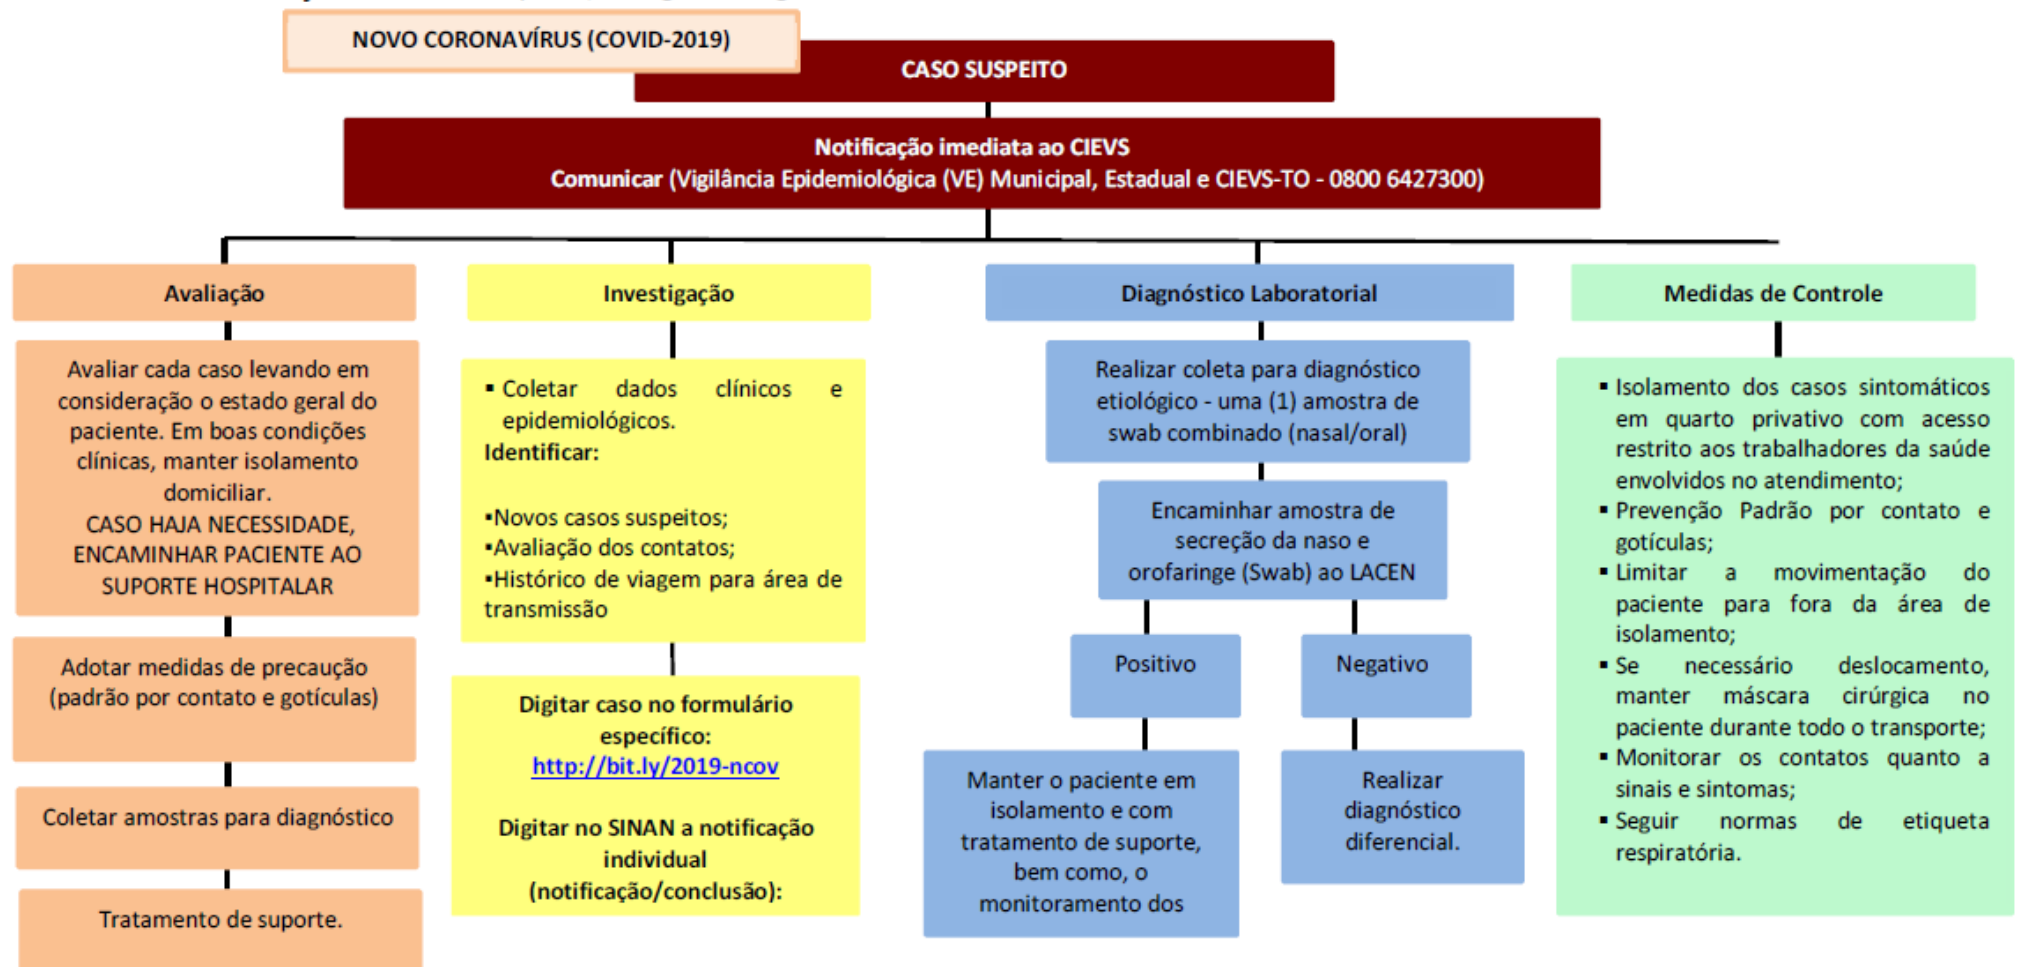 NOVO CORONAVÍRUS (COVID-2019)
CASO SUSPEITO
Notificação imediata ao CIEVS
Comunicar (Vigilância Epidemiológica (VE) Municipal, Estadual e CIEVS-TO - 0800 6427300)
Avaliação
Avaliar cada caso levando em
consideração o estado geral do
paciente. Em boas condições
clínicas, manter isolamento
domiciliar.
CASO HAJA NECESSIDADE,
ENCAMINHAR PACIENTE AO
SUPORTE HOSPITALAR
Adotar medidas de precaução
(padrão por contato e gotículas)
Coletar amostras para diagnóstico
Tratamento de suporte.
Investigação
▪ Coletar dados clínicos e
epidemiológicos.
Identificar:
▪Novos casos suspeitos;
▪Avaliação dos contatos;
▪Histórico de viagem para área de
transmissão
Digitar caso no formulário
específico:
http://bit.ly/2019-ncov
Digitar no SINAN a notificação
individual
(notificação/conclusão):
Diagnóstico Laboratorial
Realizar coleta para diagnóstico
etiológico - uma (1) amostra de
swab combinado (nasal/oral)
Encaminhar amostra de
secreção da naso e
orofaringe (Swab) ao LACEN
Positivo
Manter o paciente em
isolamento e com
tratamento de suporte,
bem como, o
monitoramento dos
Negativo
Realizar
diagnóstico
diferencial.
Medidas de Controle
▪ Isolamento dos casos sintomáticos
em quarto privativo com acesso
restrito aos trabalhadores da saúde
envolvidos no atendimento;
▪ Prevenção Padrão por contato e
gotículas;
▪ Limitar a movimentação do
paciente para fora da área de
isolamento;
▪ Se necessário deslocamento,
manter máscara cirúrgica no
paciente durante todo o transporte;
▪ Monitorar os contatos quanto a
sinais e sintomas;
▪ Seguir normas de etiqueta
respiratória.